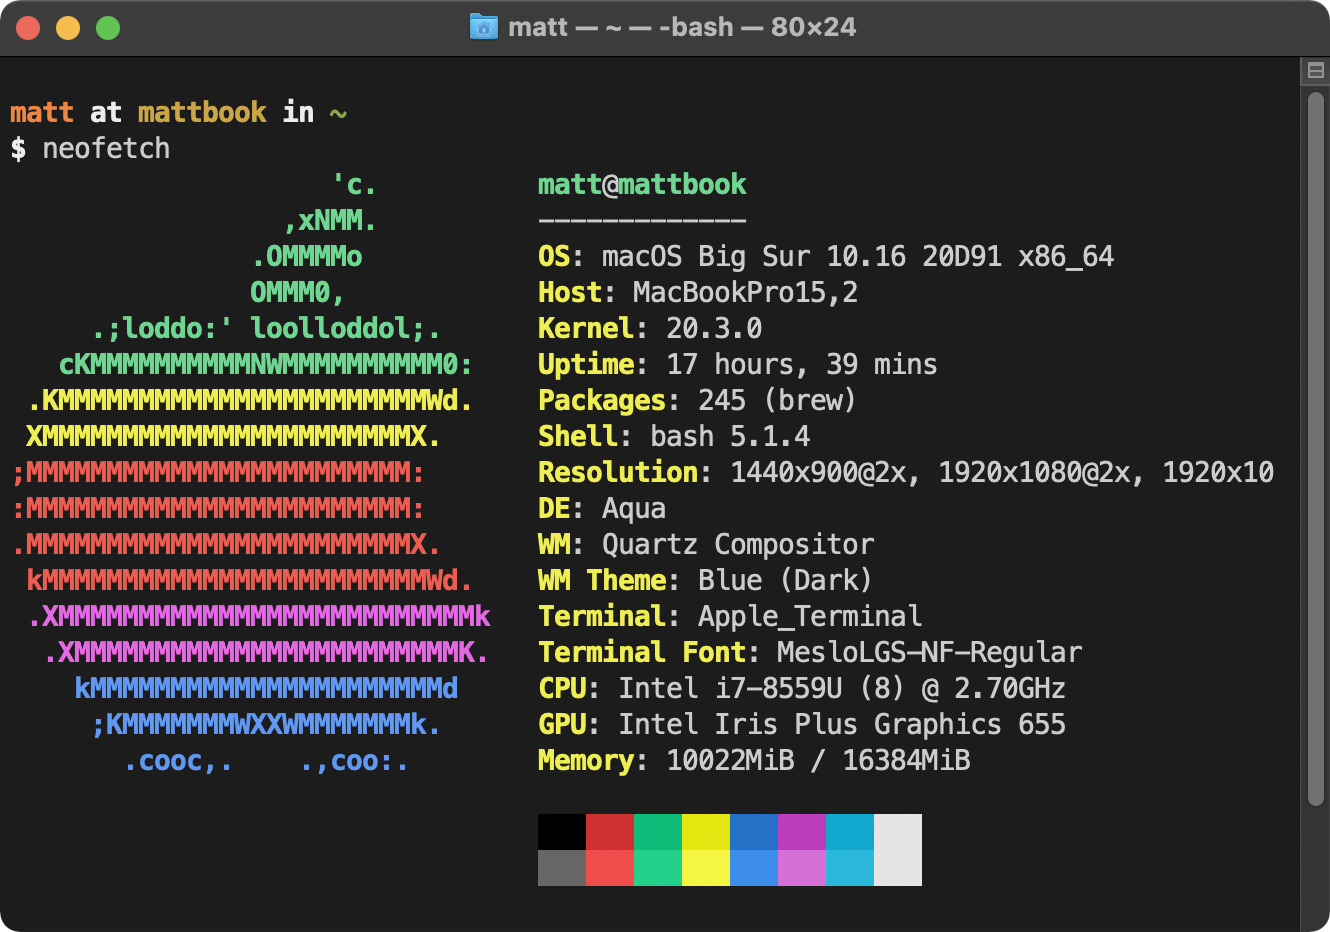 matt — ~ — -bash — 80×24
matt at mattbook in ~
$ neofetch
'c.
,xNMM.
.OMMMMo
OMMM0,
.;loddo:' loolloddol;.
cKMMMMMMMMMMNWMMMMMMMMMM0:
.KMMMMMMMMMMMMMMMMMMMMMMMWd.
XMMMMMMMMMMMMMMMMMMMMMMMX.
;MMMMMMMMMMMMMMMMMMMMMMMM:
:MMMMMMMMMMMMMMMMMMMMMMMM:
.MMMMMMMMMMMMMMMMMMMMMMMMX.
kMMMMMMMMMMMMMMMMMMMMMMMMWd.
.XMMMMMMMMMMMMMMMMMMMMMMMMMMk
.XMMMMMMMMMMMMMMMMMMMMMMMMK.
kMMMMMMMMMMMMMMMMMMMMMMd
;KMMMMMMMWXXWMMMMMMMk.
.cooc,.    .,coo:.
matt@mattbook
-------------
OS: macOS Big Sur 10.16 20D91 x86_64
Host: MacBookPro15,2
Kernel: 20.3.0
Uptime: 17 hours, 39 mins
Packages: 245 (brew)
Shell: bash 5.1.4
Resolution: 1440x900@2x, 1920x1080@2x, 1920x10
DE: Aqua
WM: Quartz Compositor
WM Theme: Blue (Dark)
Terminal: Apple_Terminal
Terminal Font: MesloLGS-NF-Regular
CPU: Intel i7-8559U (8) @ 2.70GHz
GPU: Intel Iris Plus Graphics 655
Memory: 10022MiB / 16384MiB